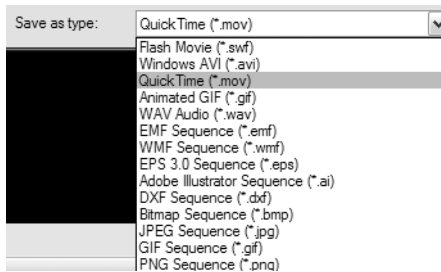 Save as type: QuickTime (*.mov)
Flash Movie (*.swf)
Windows AVI (*.avi)
QuickTime (*.mov)
Animated GIF (*.gif)
WAV Audio (*.wav)
EMF Sequence (*.emf)
WMF Sequence (*.wmf)
EPS 3.0 Sequence (*.eps)
Adobe Illustrator Sequence (*.ai)
DXF Sequence (*.dxf)
Bitmap Sequence (*.bmp)
JPEG Sequence (*.jpg)
GIF Sequence (*.gif)
PNG Sequence (*.png)